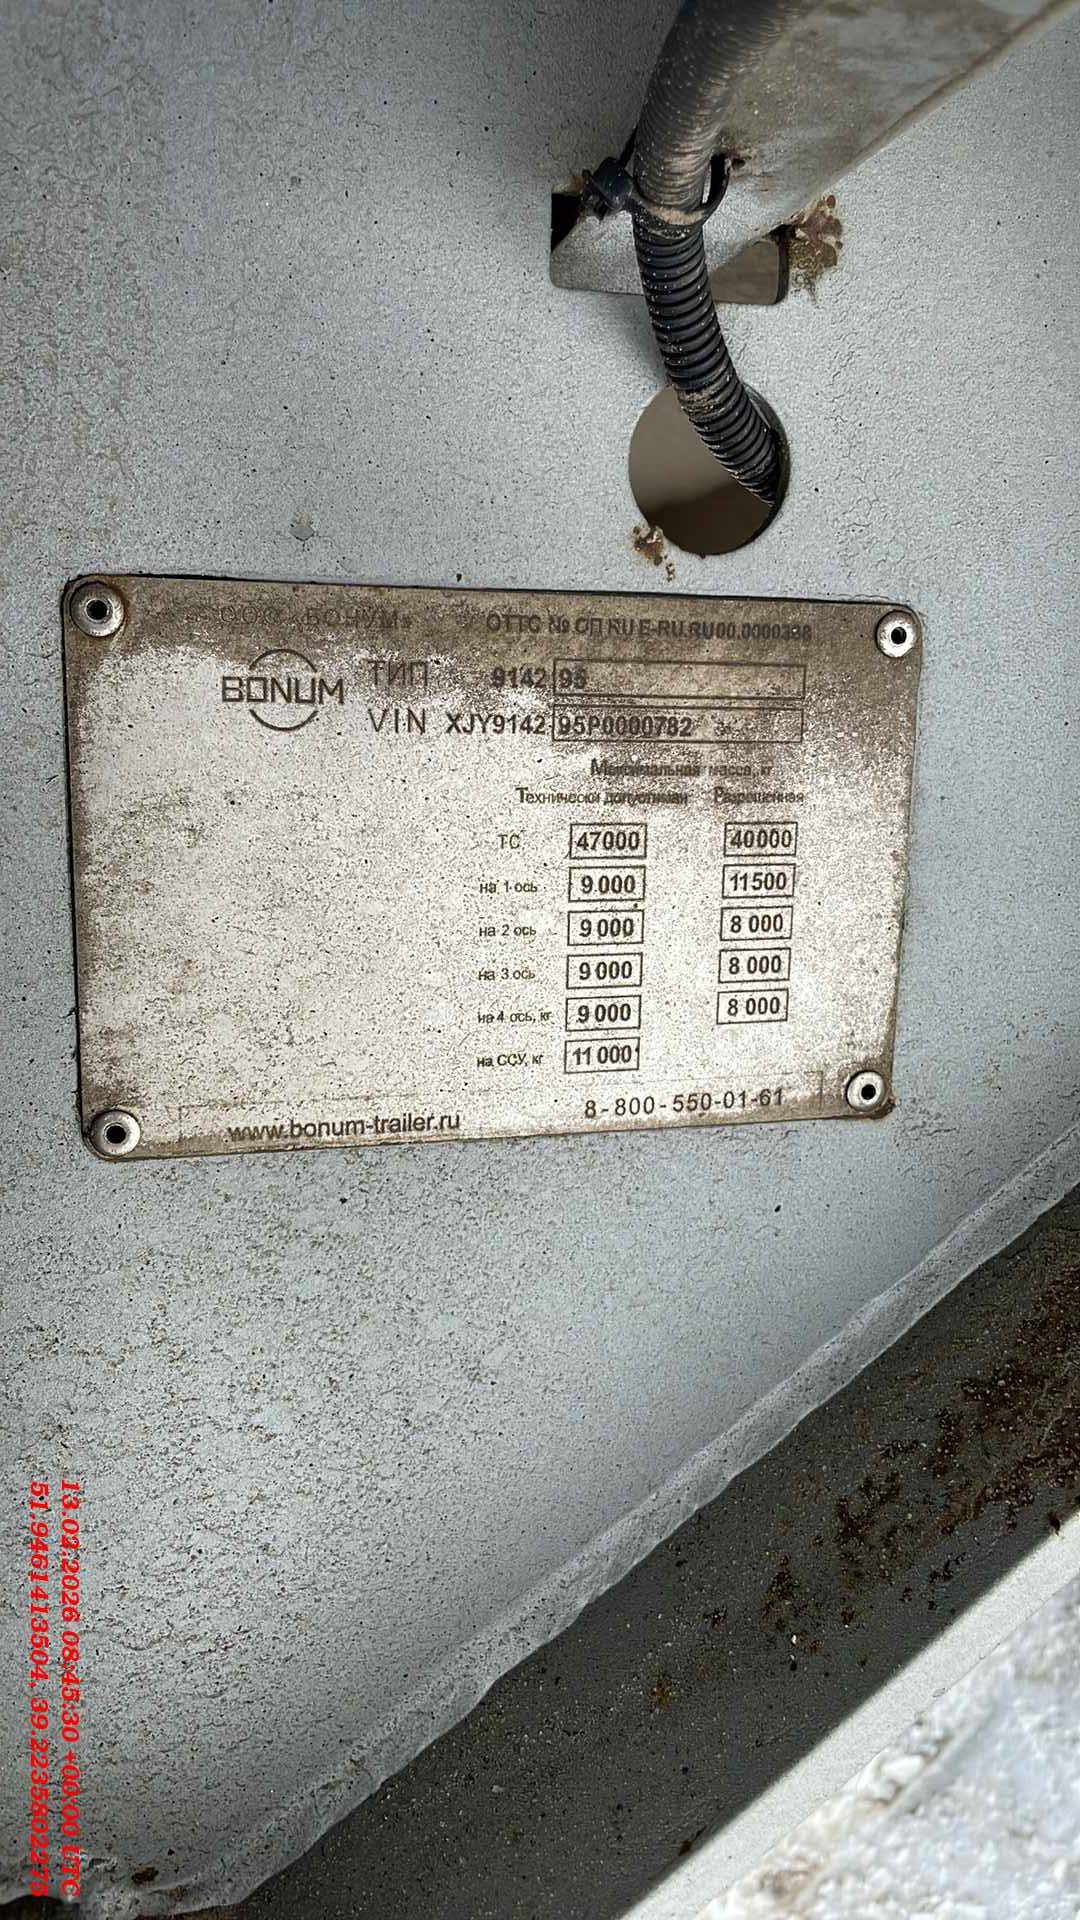 ООО «БОНУМ»
ОТТС № СП RU E-RU.RU00.0000338
BONUM
ТИП 9142 95
VIN XJY9142 95P0000782
Максимальная масса, кг
Технически допустимая Разрешенная
ТС 47000 40000
на 1 ось 9 000 11500
на 2 ось 9 000 8 000
на 3 ось 9 000 8 000
на 4 ось, кг 9 000 8 000
на ССУ, кг 11 000
www.bonum-trailer.ru 8-800-550-01-61
13.02.2026 08:45:30 +00:00 UTC
51.9461413504, 39.2235802275